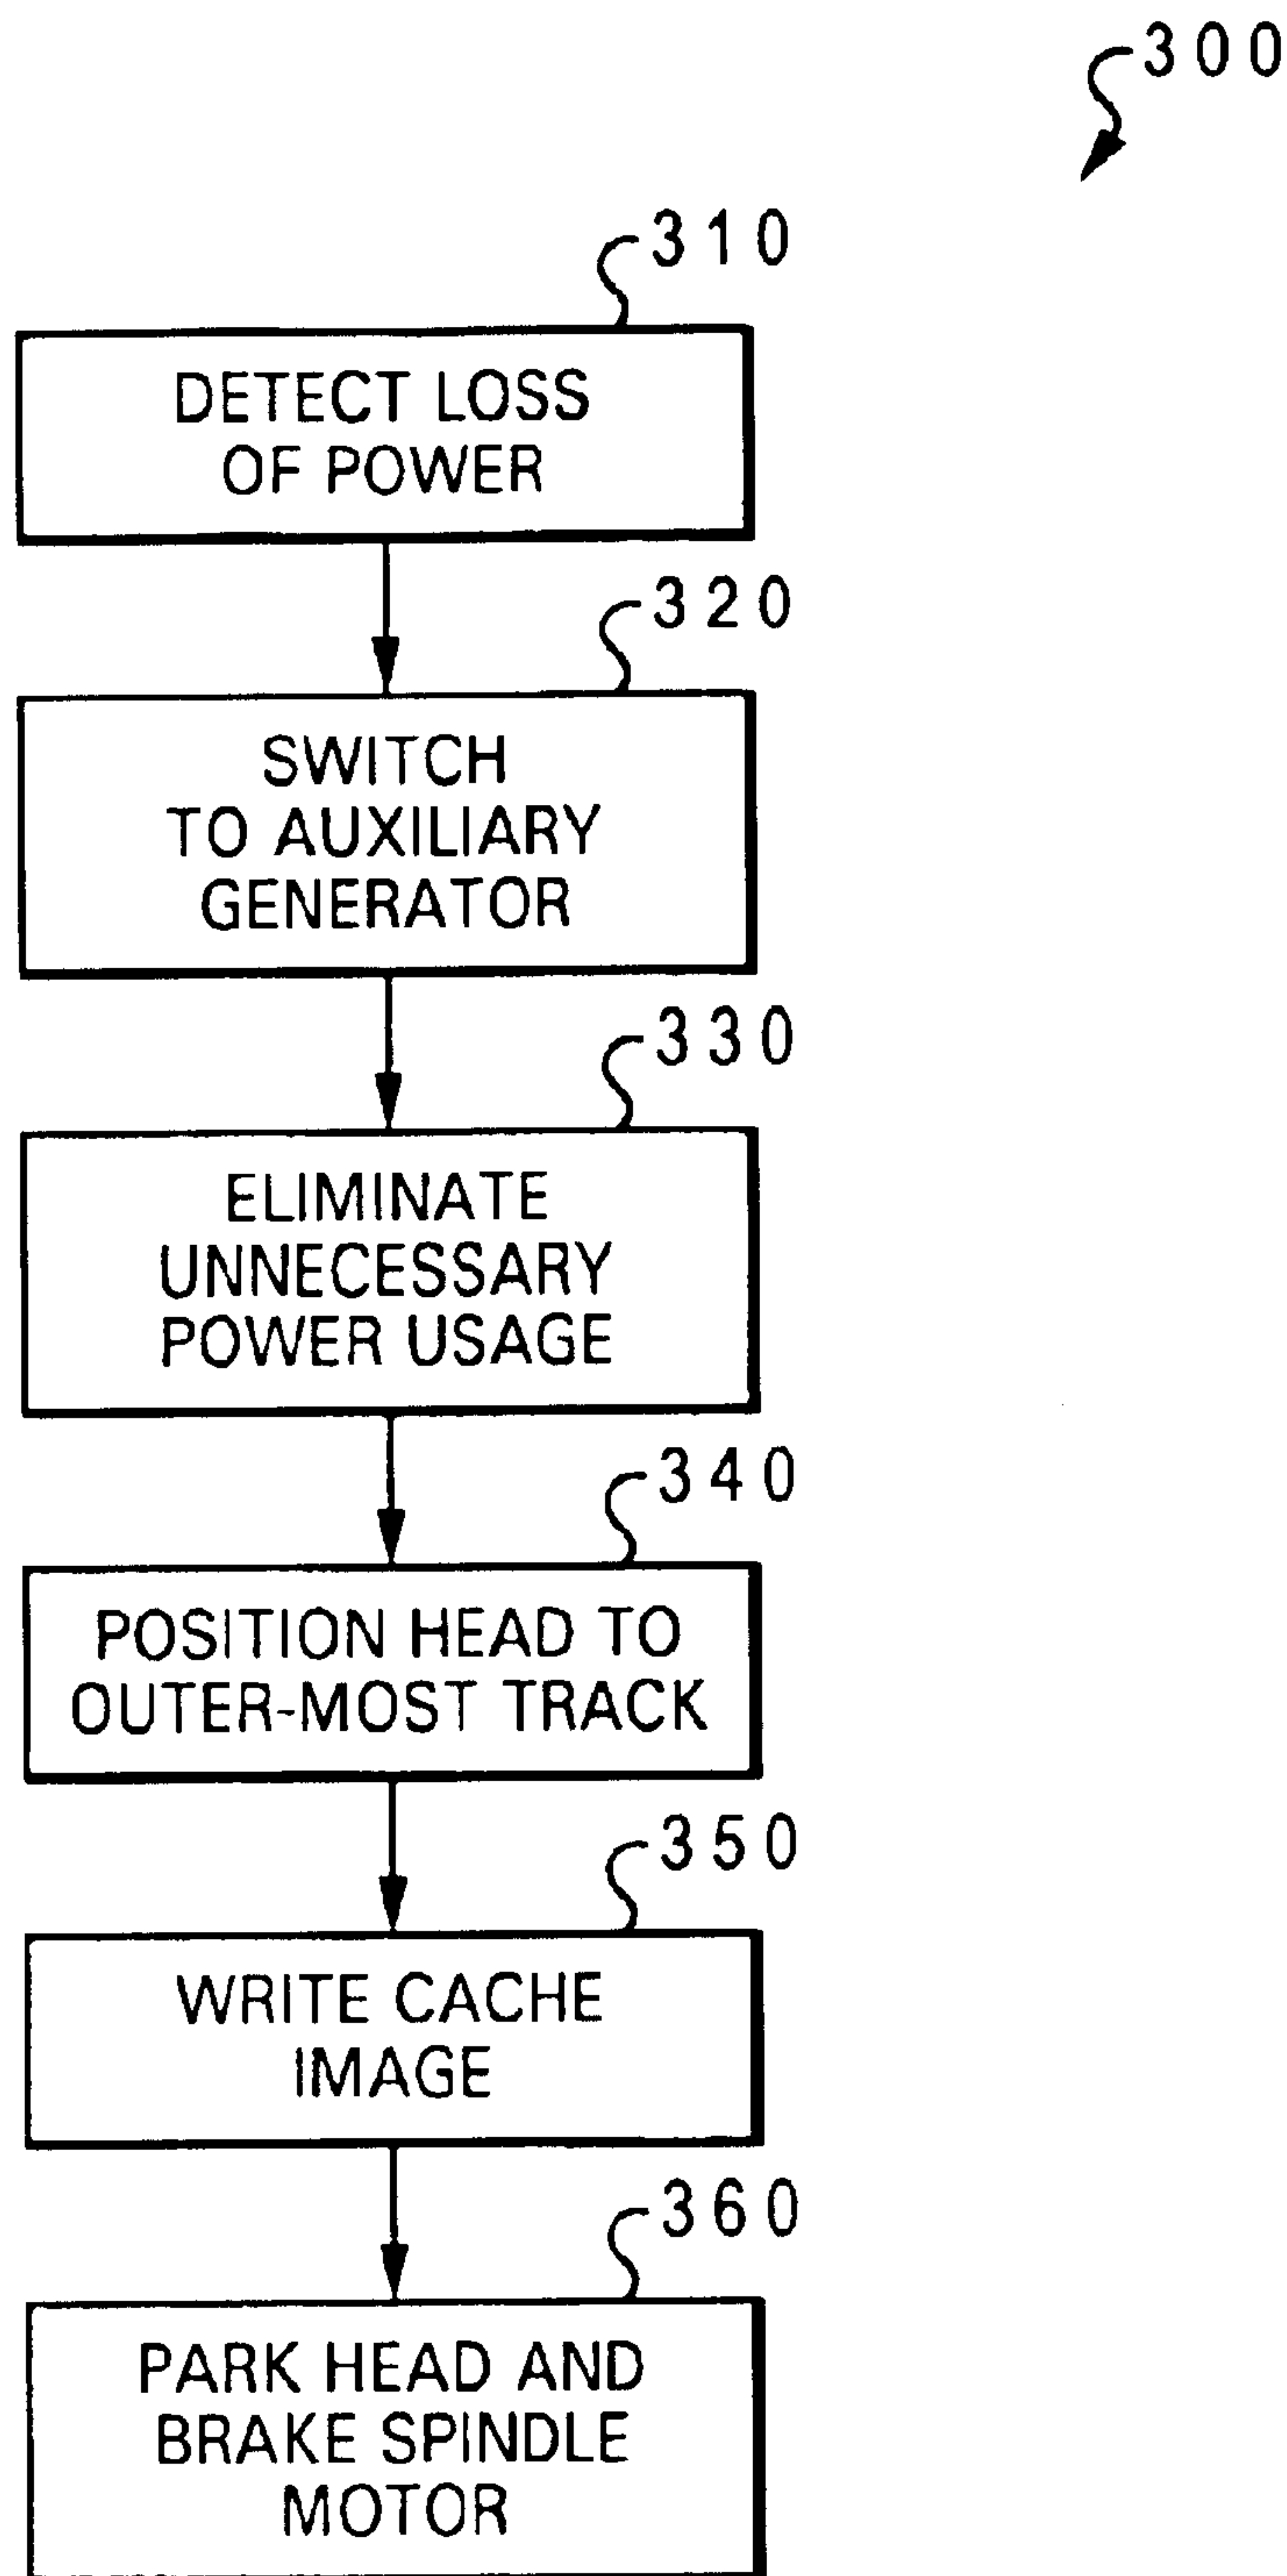 300
310
DETECT LOSS
OF POWER
320
SWITCH
TO AUXILIARY
GENERATOR
330
ELIMINATE
UNNECESSARY
POWER USAGE
340
POSITION HEAD TO
OUTER-MOST TRACK
350
WRITE CACHE
IMAGE
360
PARK HEAD AND
BRAKE SPINDLE
MOTOR